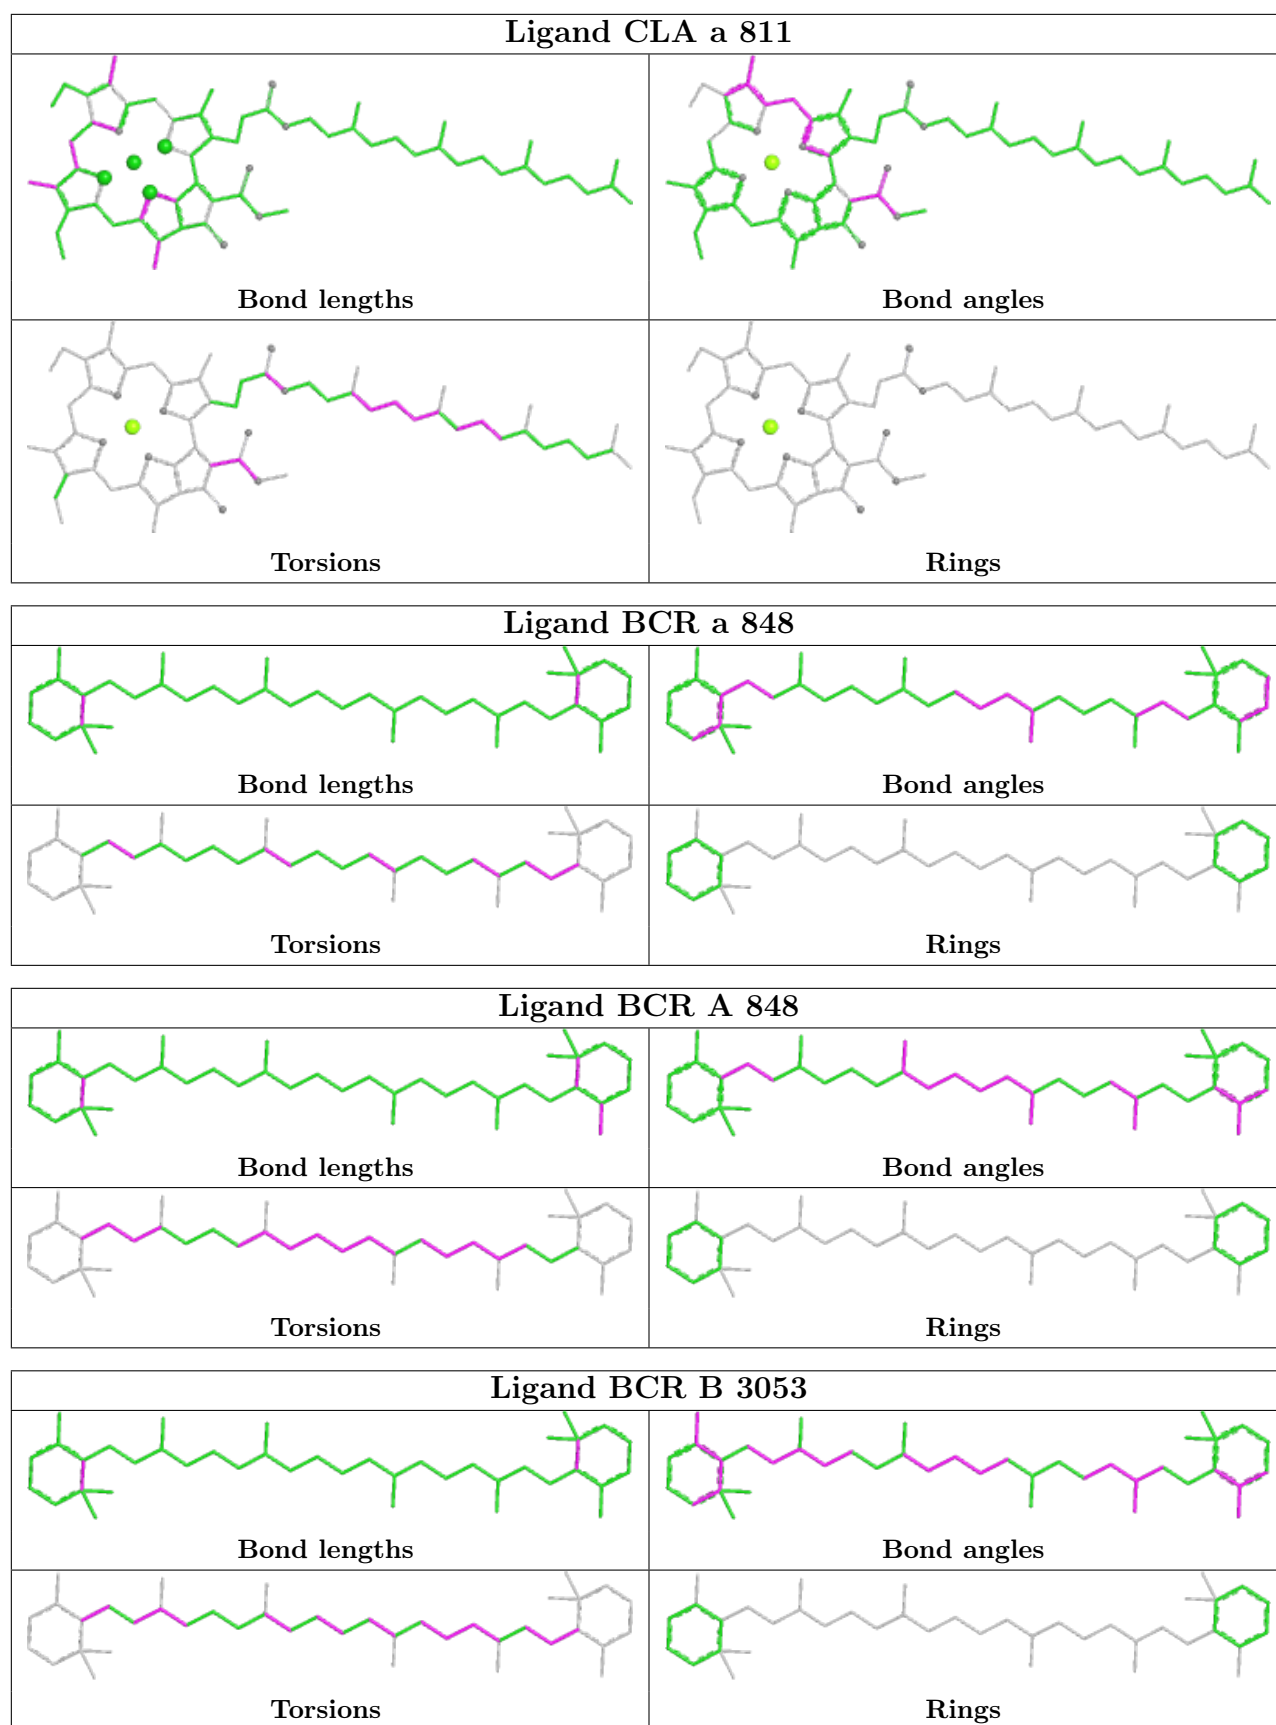 Ligand CLA a 811
Bond lengths
Bond angles
Torsions
Rings
Ligand BCR a 848
Bond lengths
Bond angles
Torsions
Rings
Ligand BCR A 848
Bond lengths
Bond angles
Torsions
Rings
Ligand BCR B 3053
Bond lengths
Bond angles
Torsions
Rings